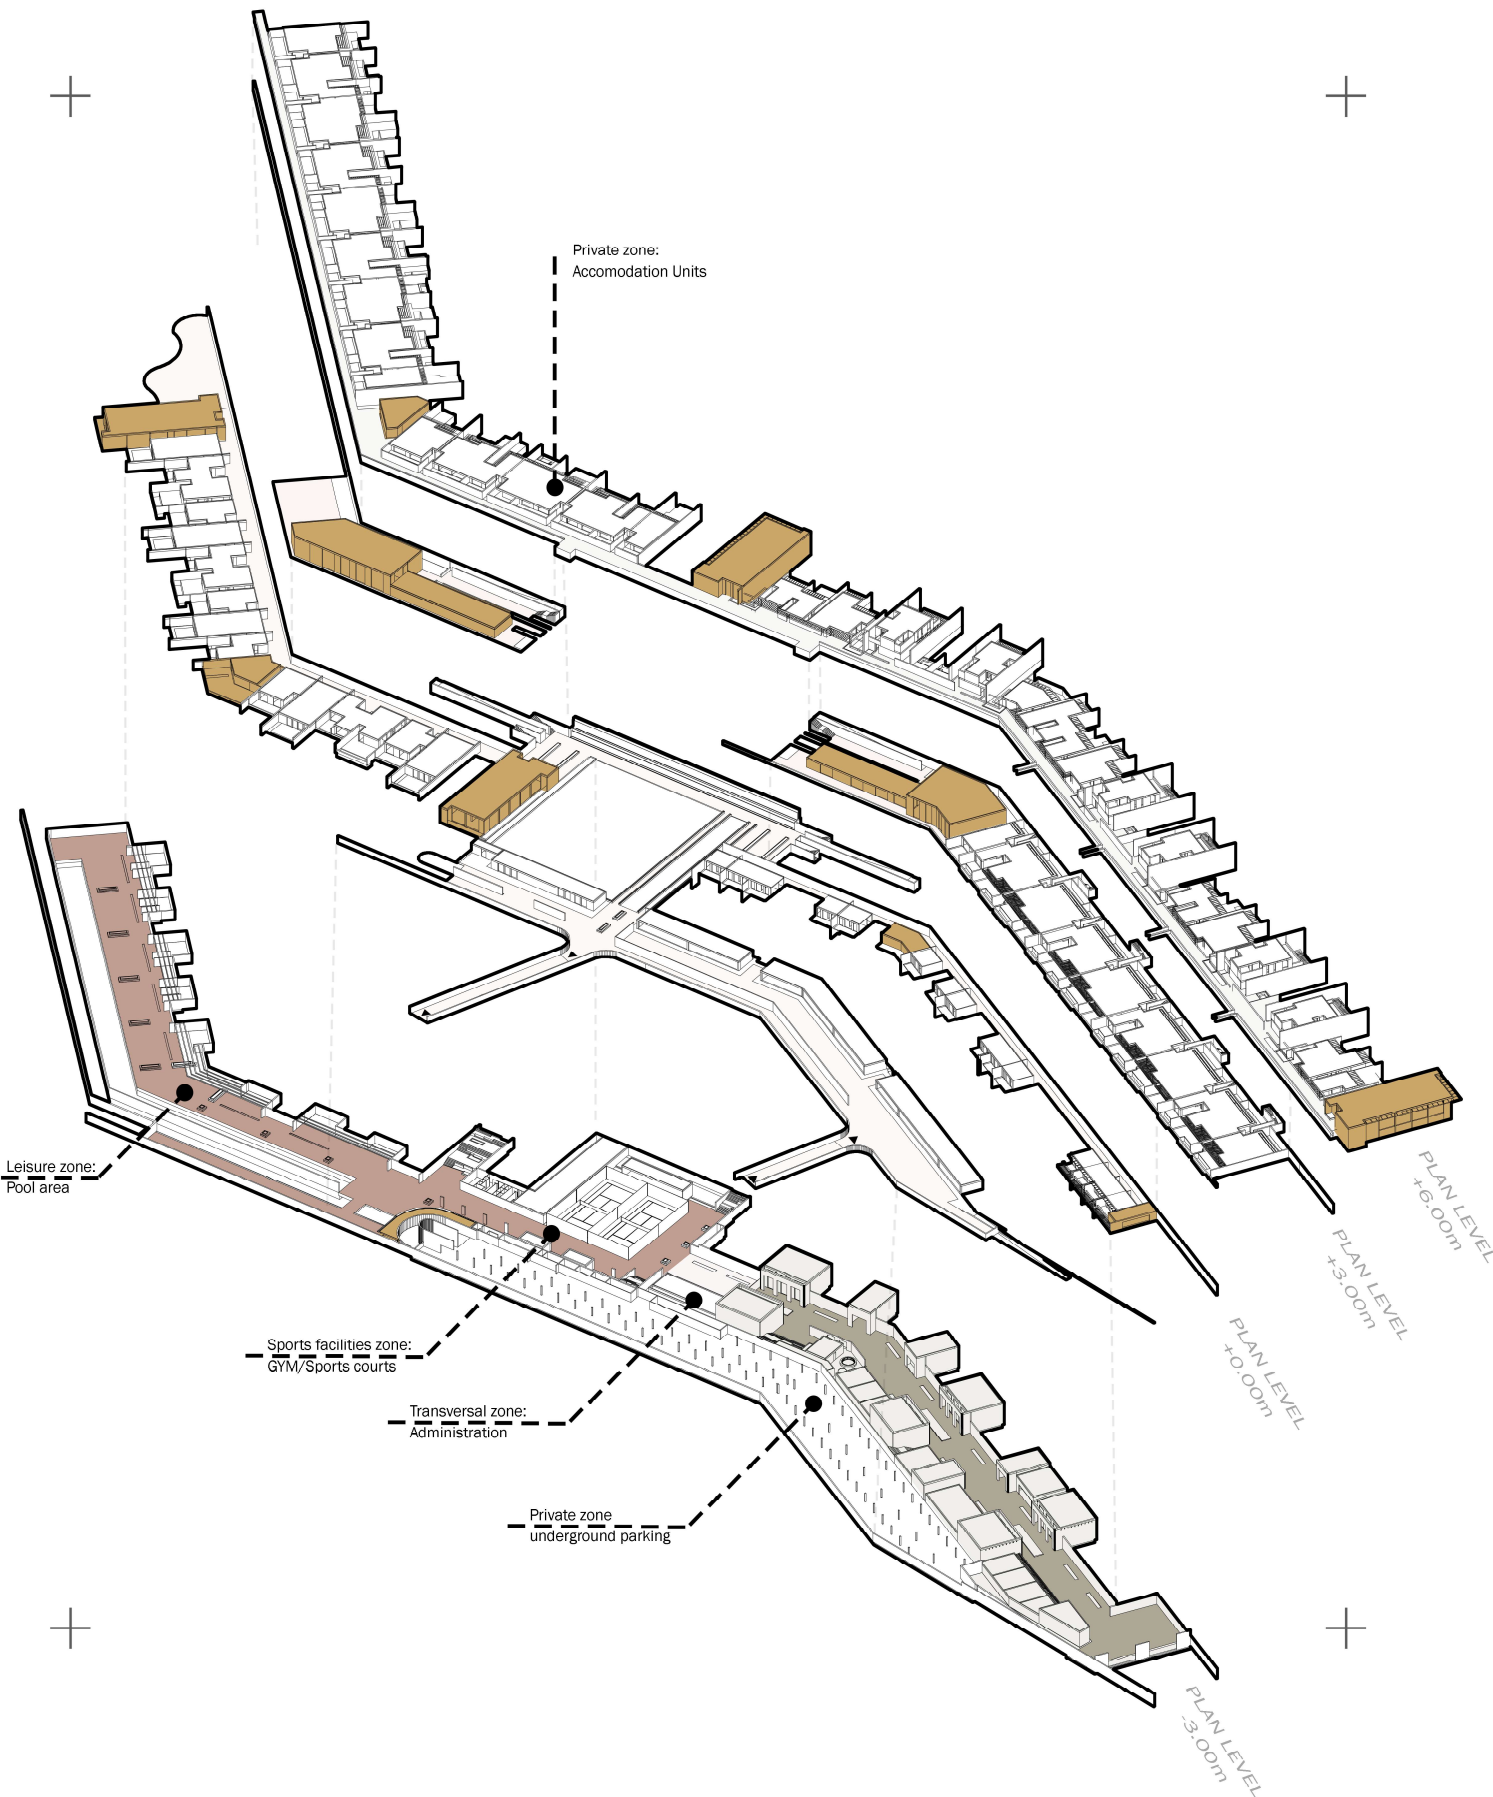 Private zone:
Accomodation Units
Leisure zone:
Pool area
Sports facilities zone:
GYM/Sports courts
Transversal zone:
Administration
Private zone
underground parking
PLAN LEVEL
+6.00m
PLAN LEVEL
+3.00m
PLAN LEVEL
+0.00m
PLAN LEVEL
-3.00m